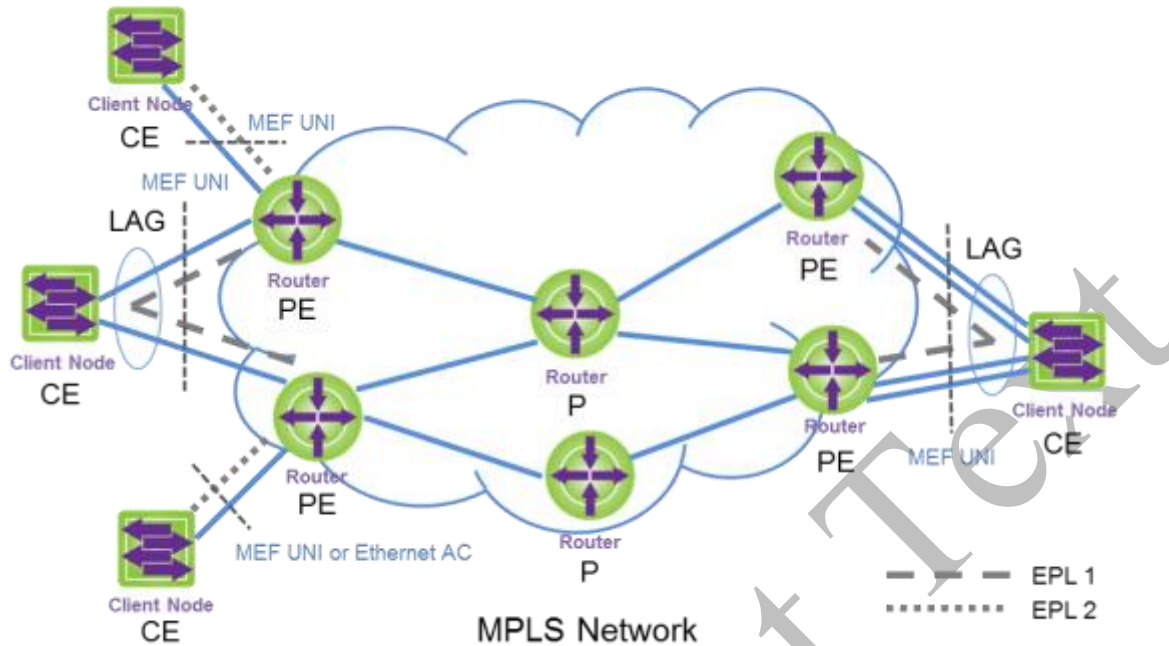 Client Node
CE
MEF UNI
MEF UNI
LAG
Router
PE
Client Node
CE
Router
PE
MEF UNI or Ethernet AC
Client Node
CE
Router
P
Router
P
Router
PE
LAG
Router
PE
MEF UNI
Client Node
CE
EPL 1
EPL 2
MPLS Network
Text